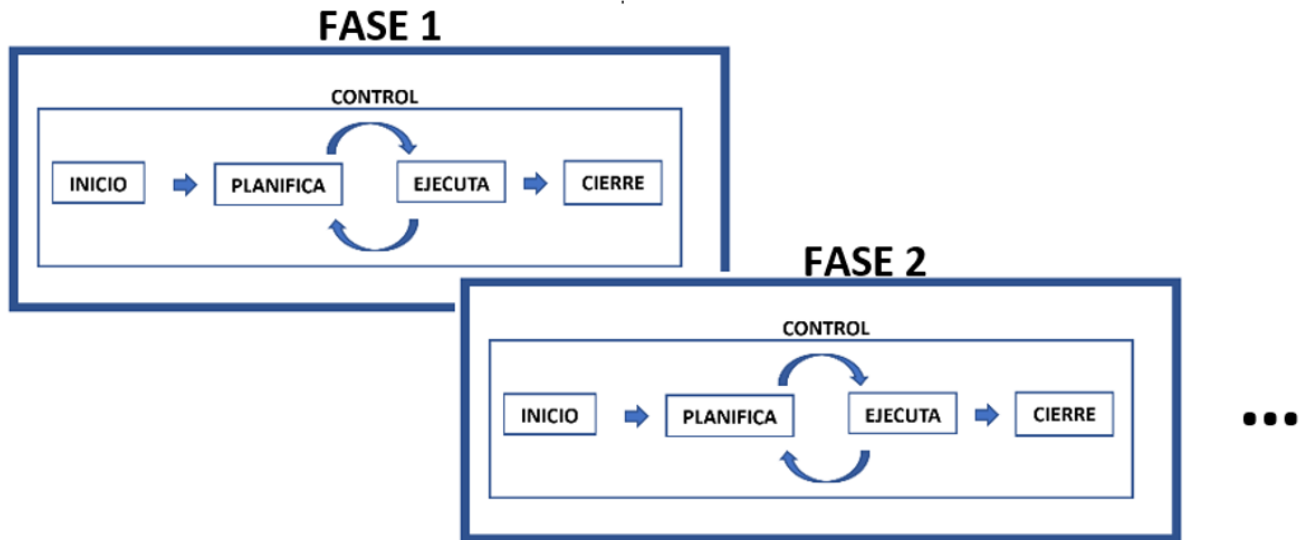 FASE 1
CONTROL
INICIO
PLANIFICA
EJECUTA
CIERRE
FASE 2
CONTROL
INICIO
PLANIFICA
EJECUTA
CIERRE
...